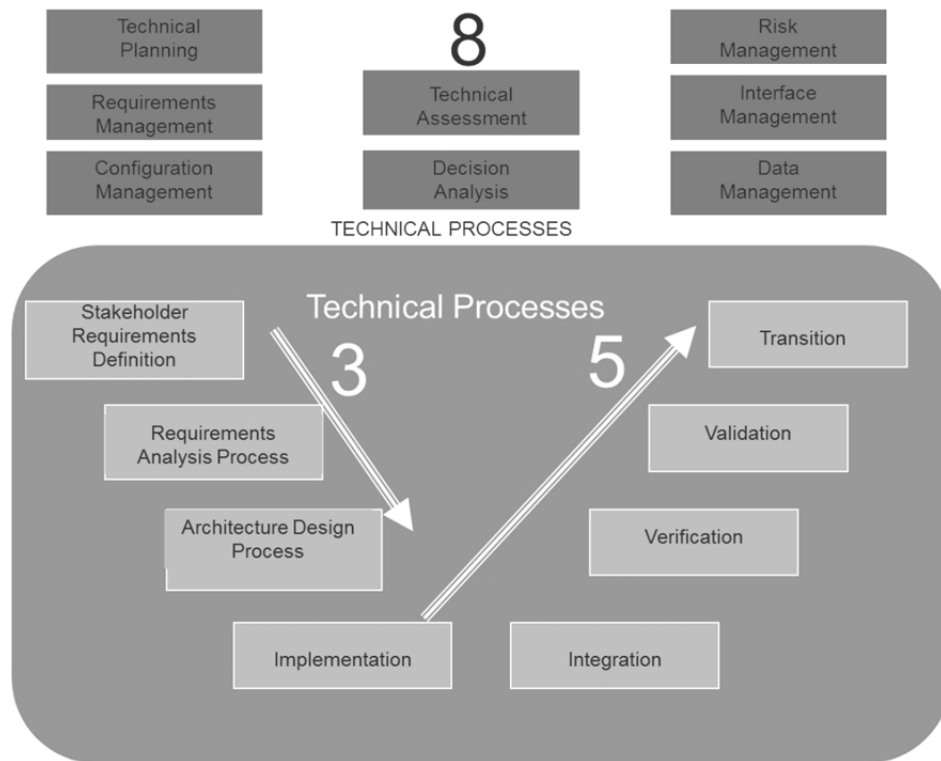 Technical
Planning
8
Risk
Management
Requirements
Management
Technical
Assessment
Interface
Management
Configuration
Management
Decision
Analysis
Data
Management
TECHNICAL PROCESSES
Technical Processes
Stakeholder
Requirements
Definition
3
5
Transition
Requirements
Analysis Process
Validation
Architecture Design
Process
Verification
Implementation
Integration